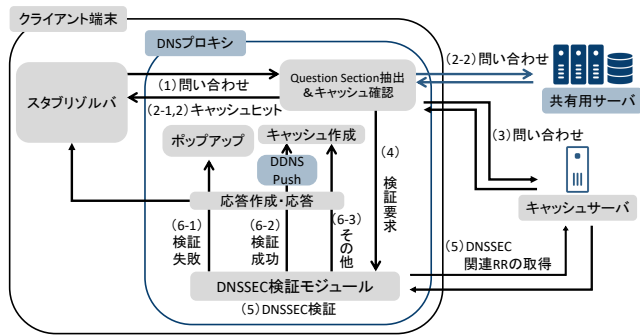 クライアント端末
DNSプロキシ
スタブリゾルバ
(1)問い合わせ
(2-1,2)キャッシュヒット
Question Section抽出
&キャッシュ確認
(2-2)問い合わせ
共有用サーバ
ポップアップ
キャッシュ作成
DDNS
Push
(4)
検証要求
(3)問い合わせ
キャッシュサーバ
応答作成・応答
(6-1)
検証
失敗
(6-2)
検証
成功
(6-3)
その他
(5)DNSSEC
関連RRの取得
DNSSEC検証モジュール
(5)DNSSEC検証